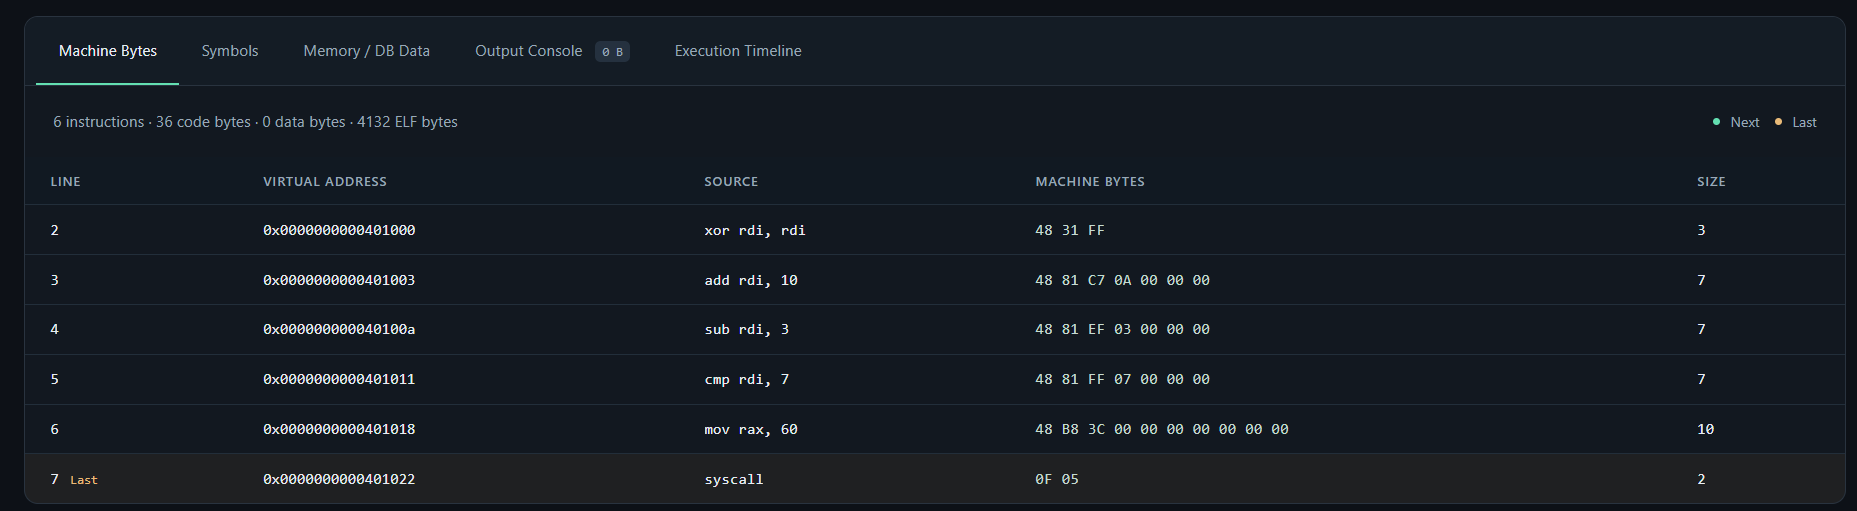 Machine Bytes Symbols Memory / DB Data Output Console 0 B Execution Timeline
6 instructions · 36 code bytes · 0 data bytes · 4132 ELF bytes Next Last
LINE VIRTUAL ADDRESS SOURCE MACHINE BYTES SIZE
2 0x0000000000401000 xor rdi, rdi 48 31 FF 3
3 0x0000000000401003 add rdi, 10 48 81 C7 0A 00 00 00 7
4 0x000000000040100a sub rdi, 3 48 81 EF 03 00 00 00 7
5 0x0000000000401011 cmp rdi, 7 48 81 FF 07 00 00 00 7
6 0x0000000000401018 mov rax, 60 48 B8 3C 00 00 00 00 00 00 00 10
7 Last 0x0000000000401022 syscall 0F 05 2